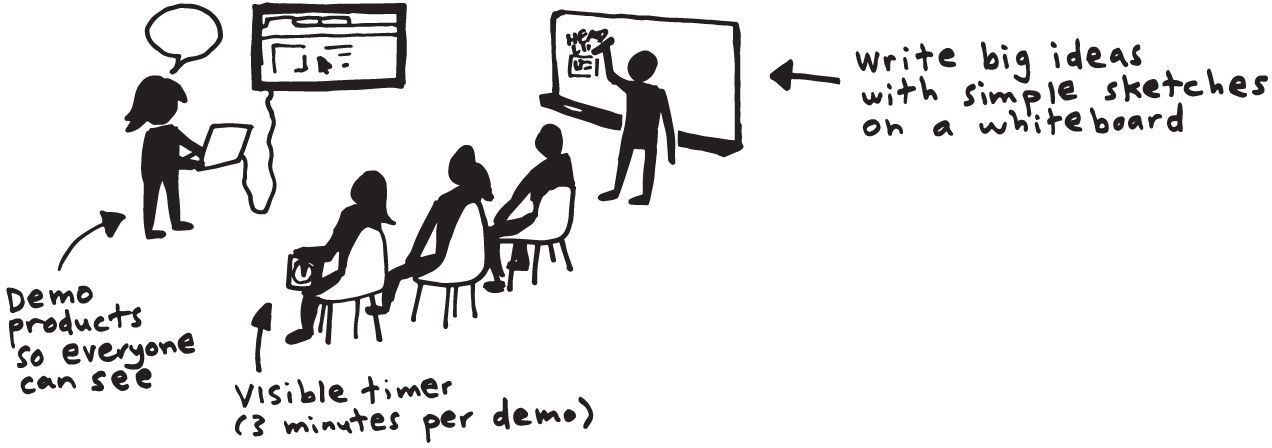 HEAD
Write big ideas
with simple sketches
on a whiteboard
Demo
products
so everyone
can see
Visible timer
(3 minutes per demo)